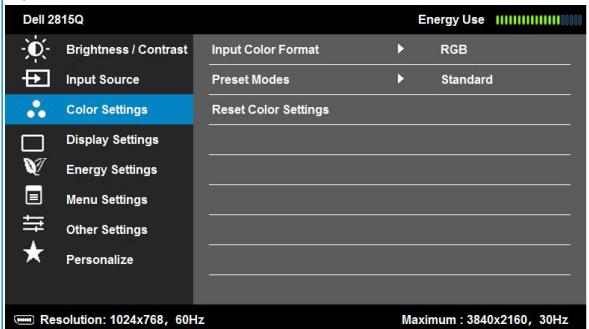 Dell 2815Q Energy Use
Brightness / Contrast Input Color Format RGB
Input Source Preset Modes Standard
Color Settings Reset Color Settings
Display Settings
Energy Settings
Menu Settings
Other Settings
Personalize
Resolution: 1024x768, 60Hz Maximum : 3840x2160, 30Hz